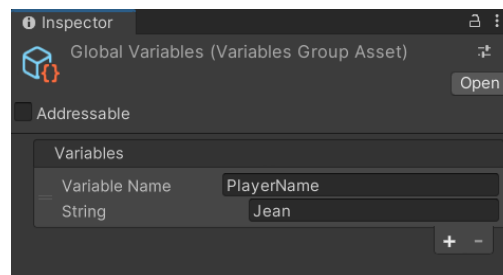 Inspector
Global Variables (Variables Group Asset)
Open
Addressable
Variables
Variable Name PlayerName
String Jean
+ -